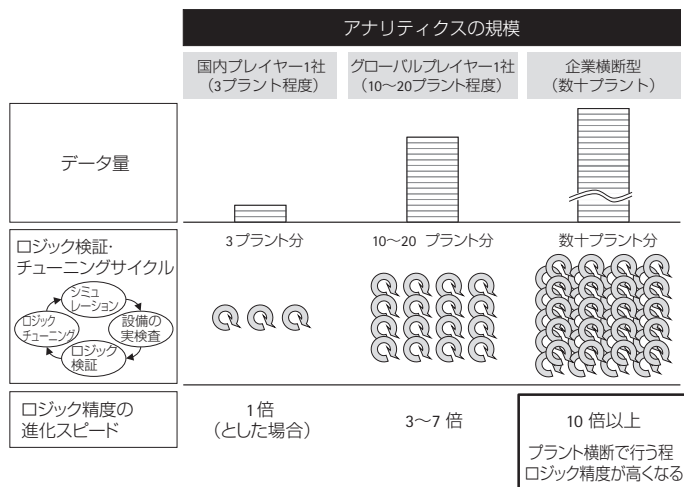 アナリティクスの規模
国内プレイヤー1社
（3プラント程度）
グローバルプレイヤー1社
（10〜20プラント程度）
企業横断型
（数十プラント）
データ量
3プラント分
10〜20 プラント分
数十プラント分
ロジック検証・
チューニングサイクル
シミュ
レーション
設備の
実検査
ロジック
検証
ロジック
チューニング
ロジック精度の
進化スピード
1倍
（とした場合）
3〜7 倍
10 倍以上
プラント横断で行う程
ロジック精度が高くなる